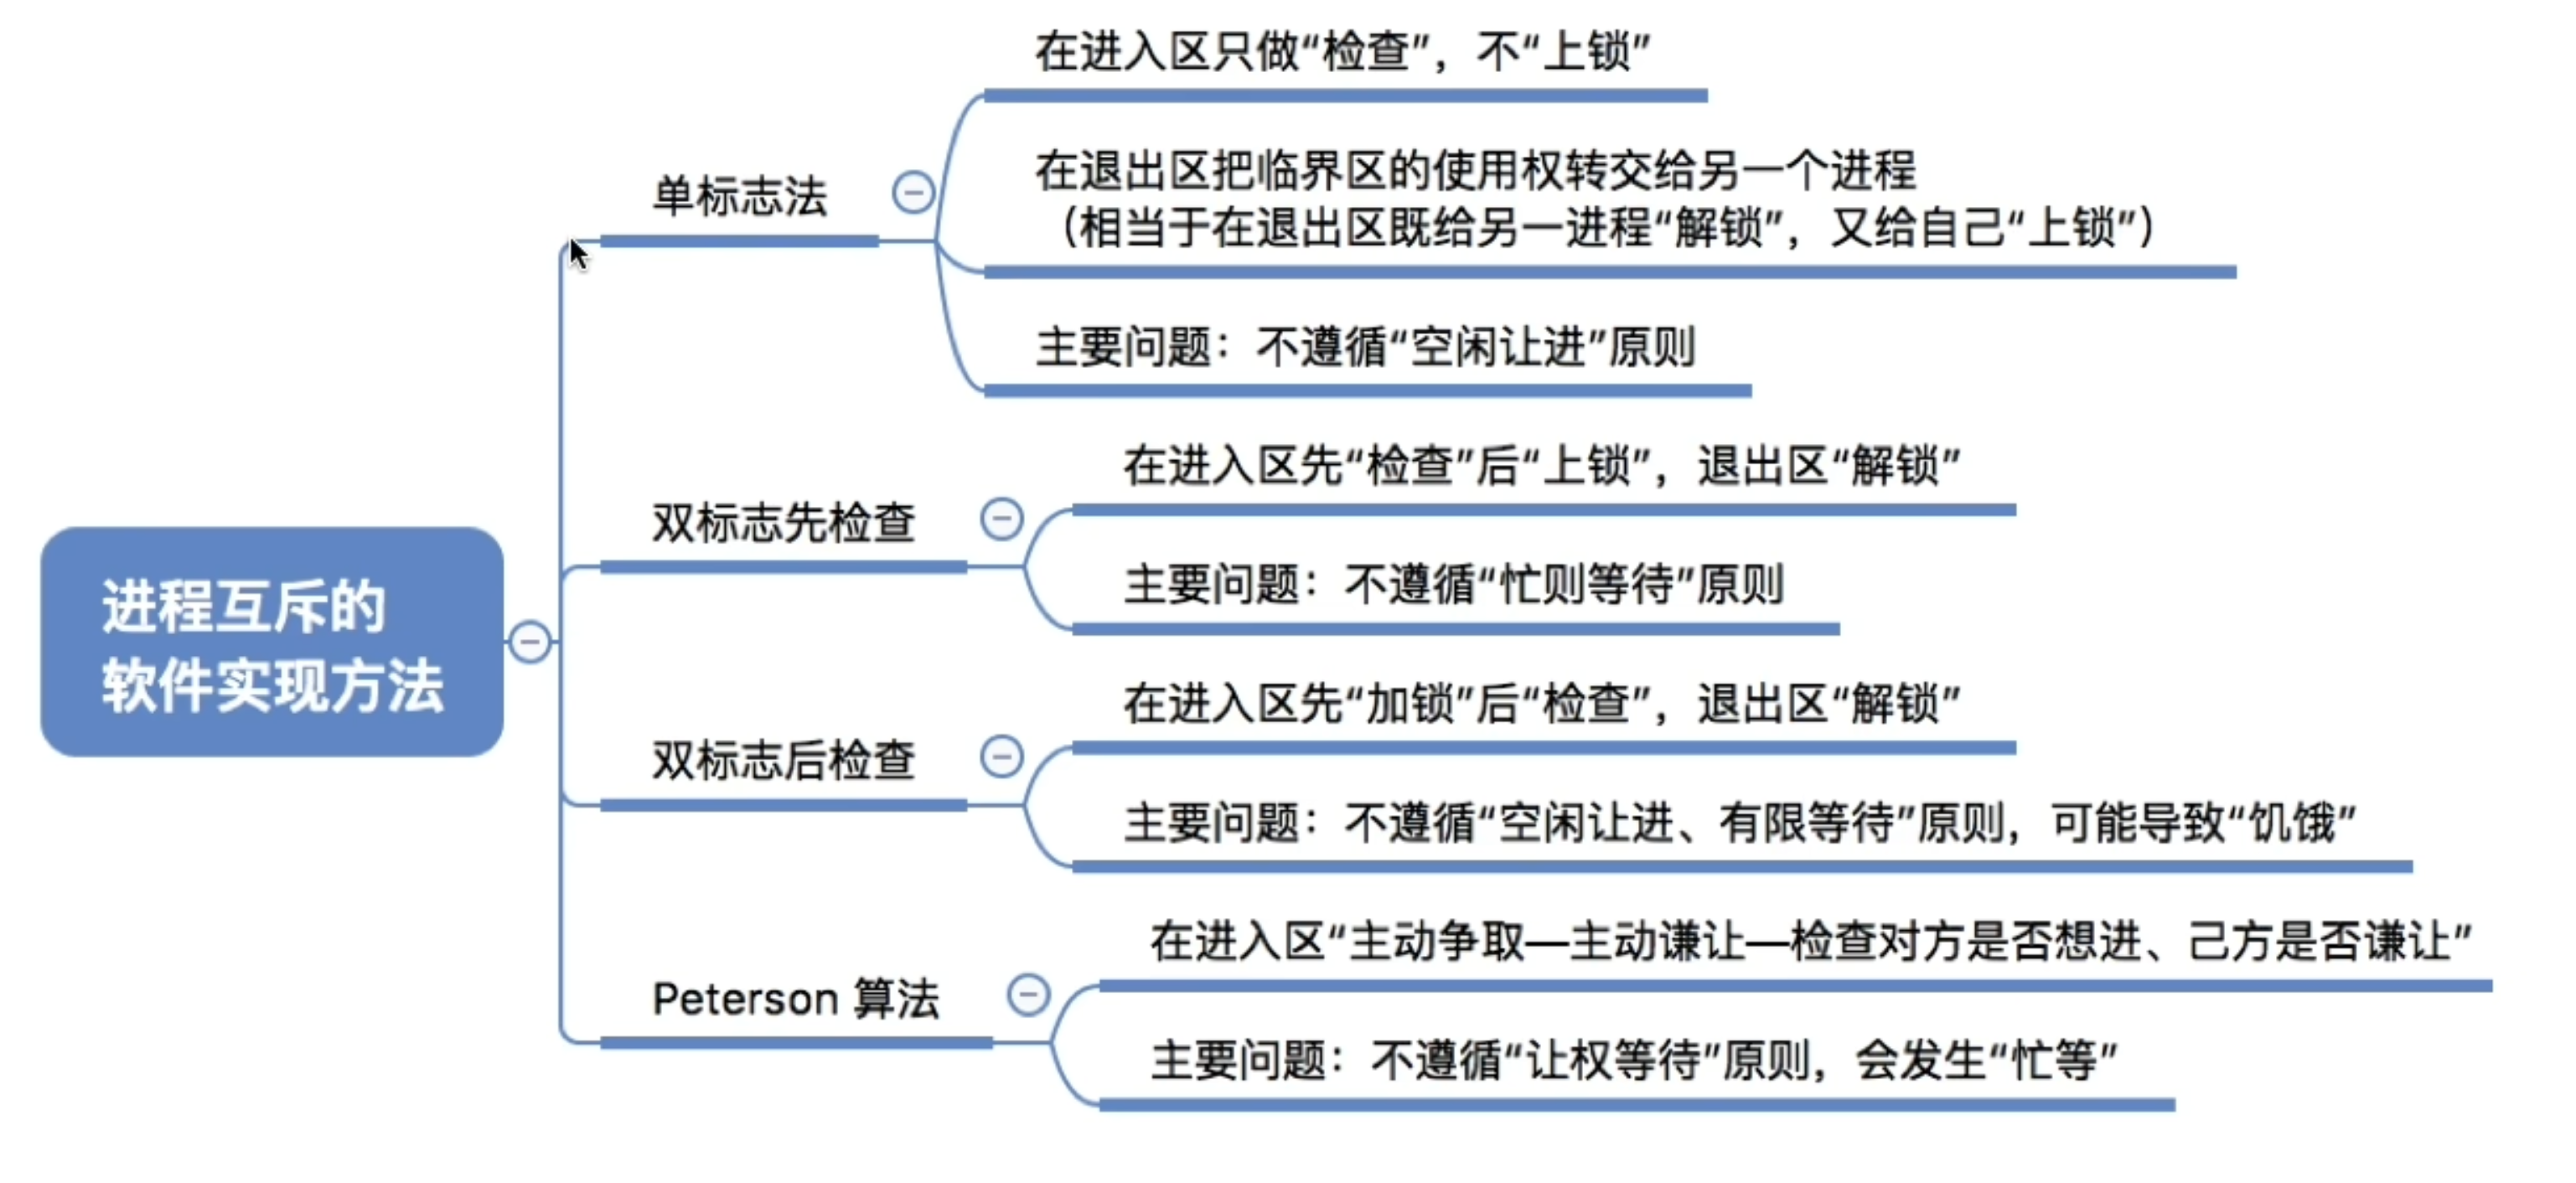 进程互斥的
软件实现方法
单标志法
在进入区只做“检查”，不“上锁”
在退出区把临界区的使用权转交给另一个进程
（相当于在退出区既给另一进程“解锁”，又给自己“上锁”）
主要问题：不遵循“空闲让进”原则
双标志先检查
在进入区先“检查”后“上锁”，退出区“解锁”
主要问题：不遵循“忙则等待”原则
双标志后检查
在进入区先“加锁”后“检查”，退出区“解锁”
主要问题：不遵循“空闲让进、有限等待”原则，可能导致“饥饿”
Peterson 算法
在进入区“主动争取—主动谦让—检查对方是否想进、己方是否谦让”
主要问题：不遵循“让权等待”原则，会发生“忙等”